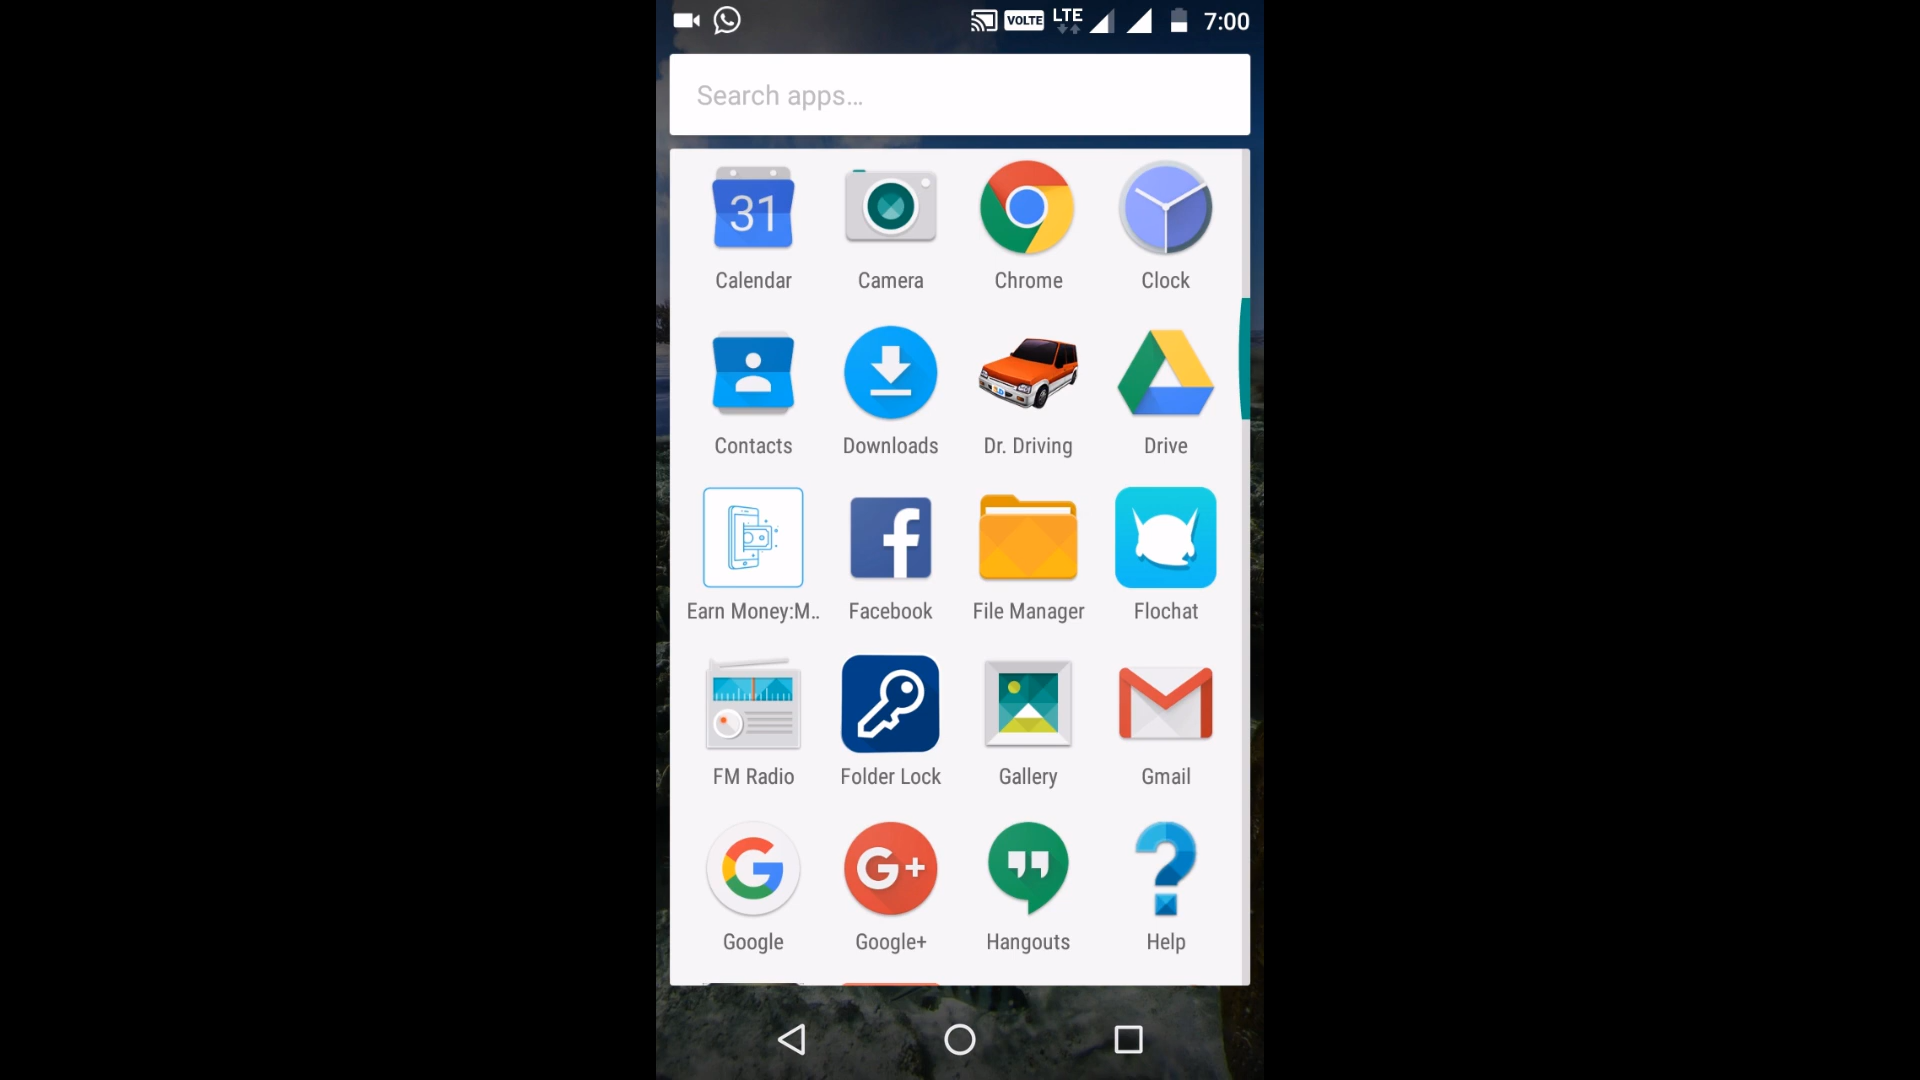 VOLTE LTE 7:00
Search apps...
31
Calendar Camera Chrome Clock
Contacts Downloads Dr. Driving Drive
Earn Money:M.. Facebook File Manager Flochat
FM Radio Folder Lock Gallery Gmail
G+
Google Google+ Hangouts Help